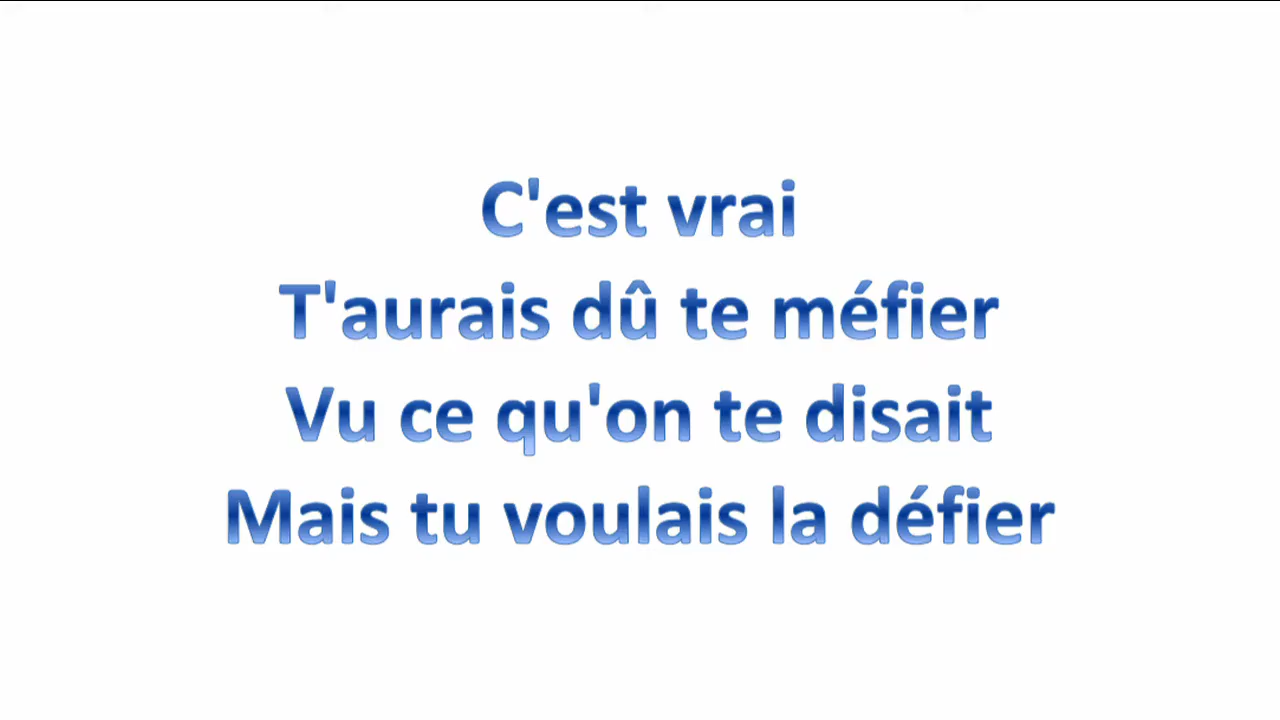 C'est vrai
T'aurais dû te méfier
Vu ce qu'on te disait
Mais tu voulais la défier